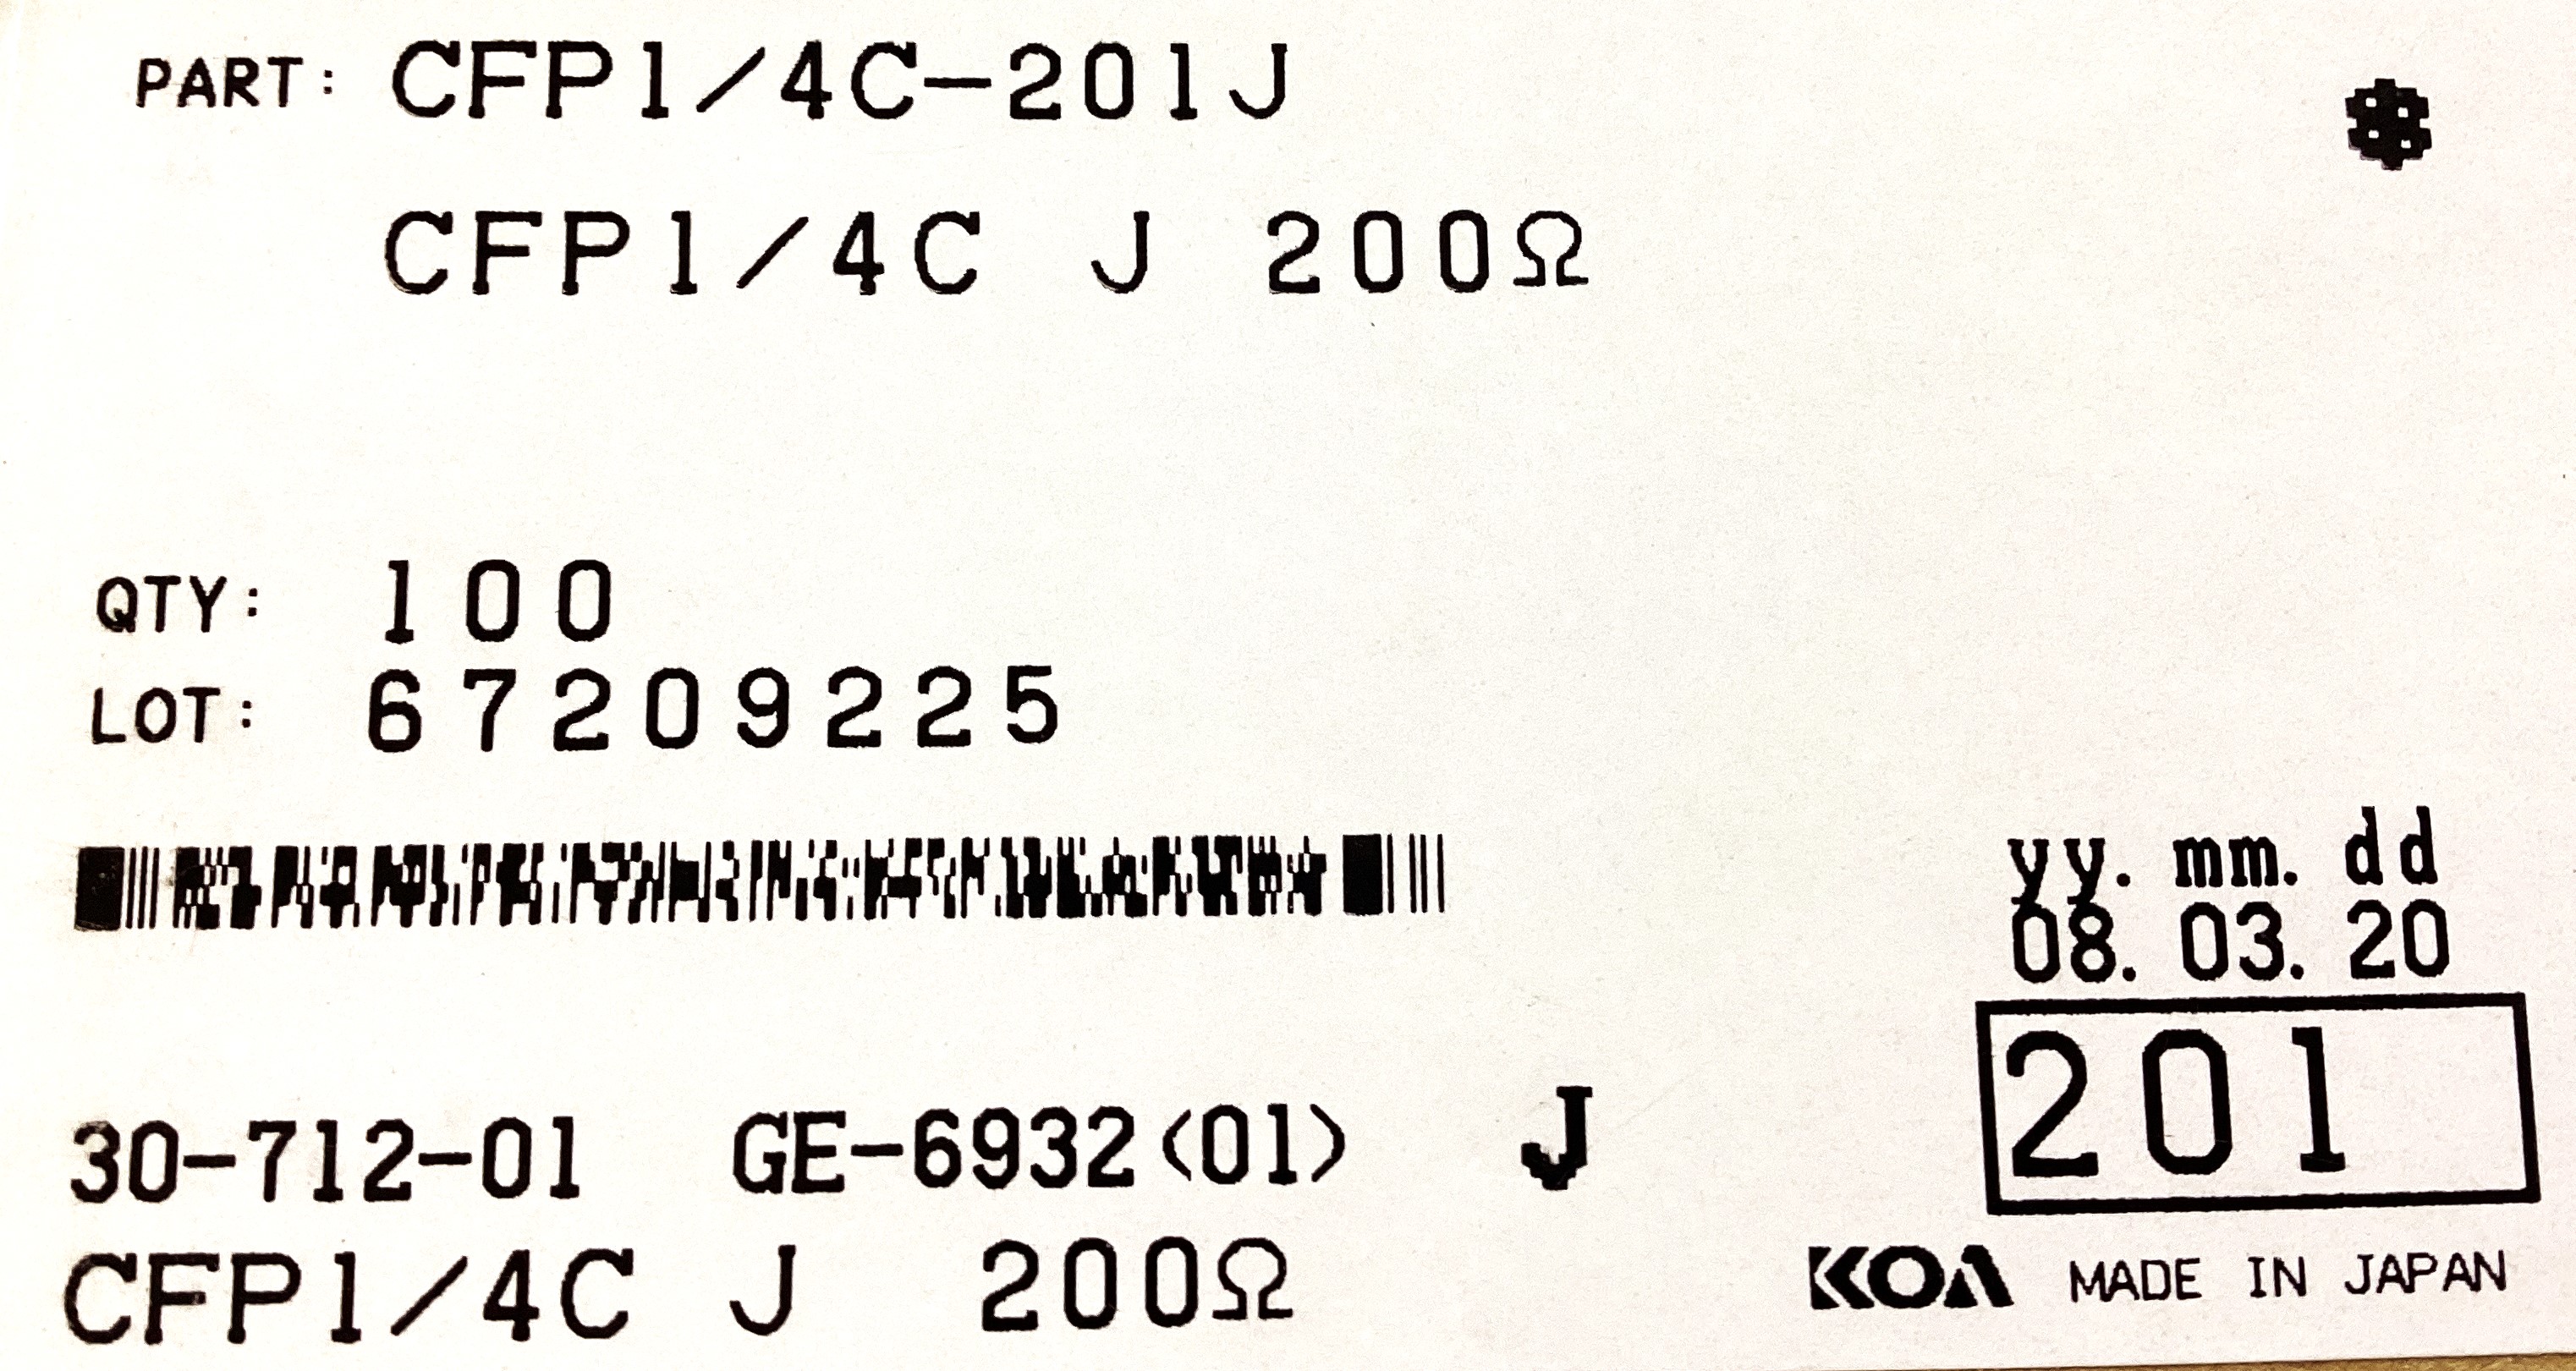 PART: CFP1/4C-201J
CFP1/4C J 200Ω
QTY: 100
LOT: 67209225
yy. mm. dd
08. 03. 20
201
30-712-01 GE-6932(01) J
CFP1/4C J 200Ω
KOA MADE IN JAPAN